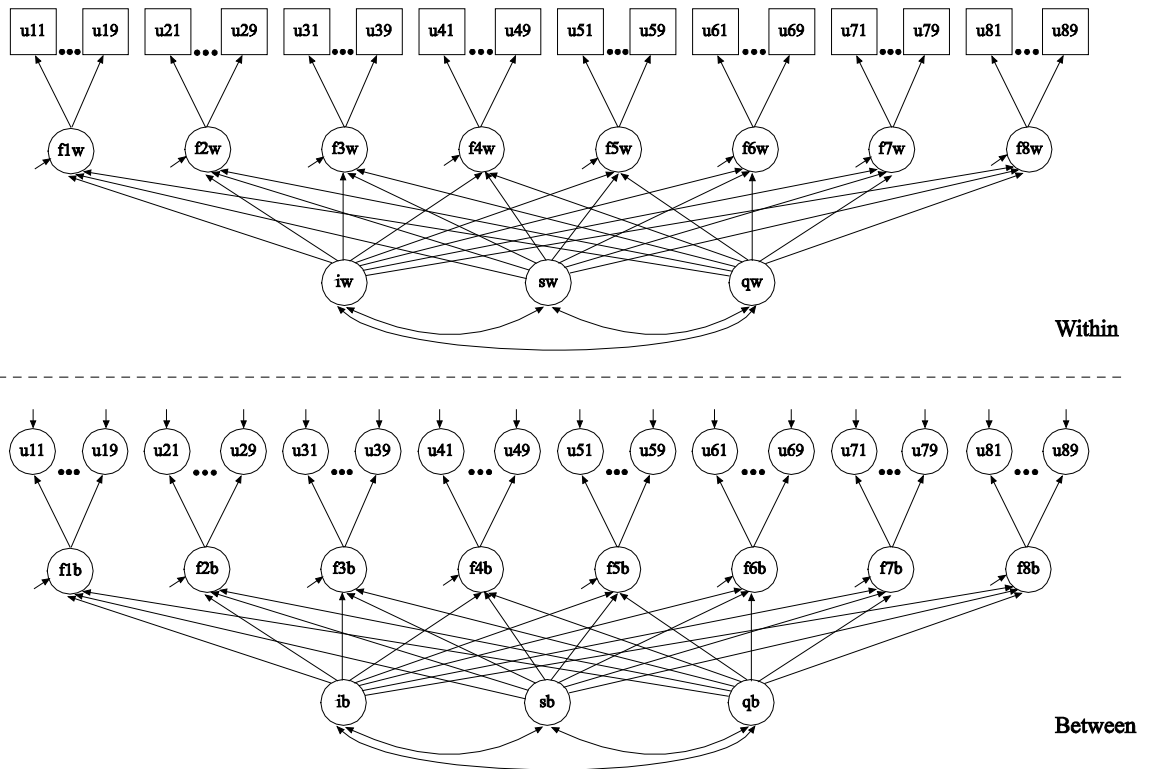 u11 ••• u19 u21 ••• u29 u31 ••• u39 u41 ••• u49 u51 ••• u59 u61 ••• u69 u71 ••• u79 u81 ••• u89
f1w f2w f3w f4w f5w f6w f7w f8w
iw sw qw
Within
u11 ••• u19 u21 ••• u29 u31 ••• u39 u41 ••• u49 u51 ••• u59 u61 ••• u69 u71 ••• u79 u81 ••• u89
f1b f2b f3b f4b f5b f6b f7b f8b
ib sb qb
Between